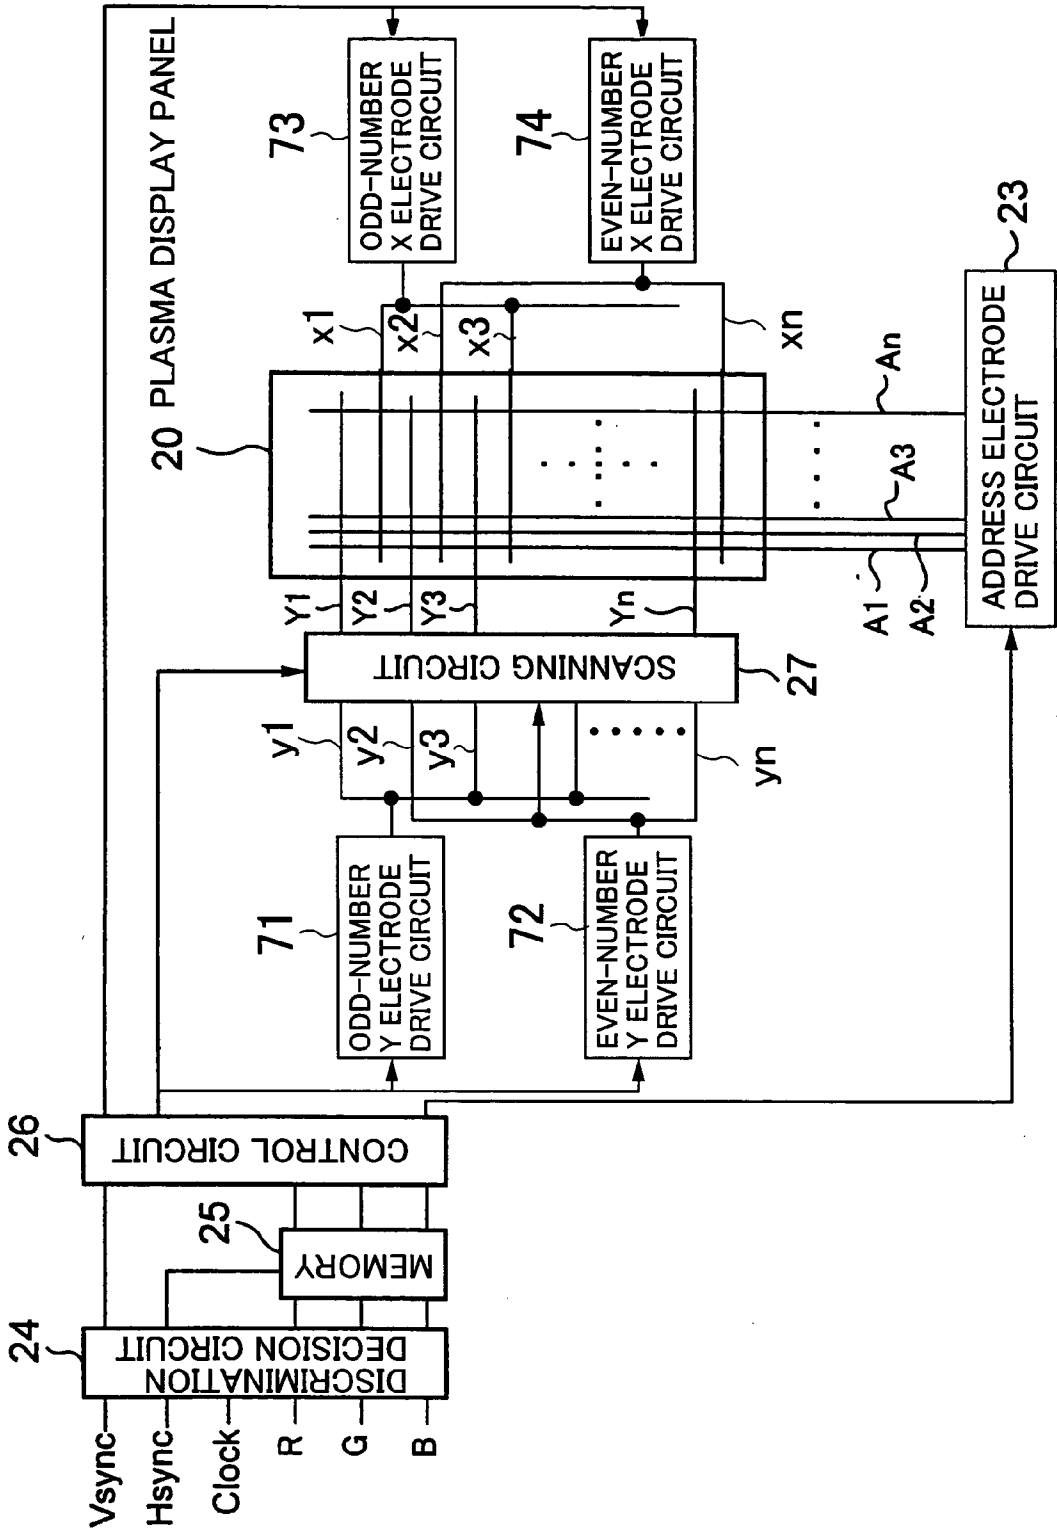 20 PLASMA DISPLAY PANEL
Vsync
Hsync
Clock
R
G
B
24
DISCRIMINATION
DECISION CIRCUIT
25
MEMORY
26
CONTROL CIRCUIT
71
ODD-NUMBER
Y ELECTRODE
DRIVE CIRCUIT
72
EVEN-NUMBER
Y ELECTRODE
DRIVE CIRCUIT
y1
y2
y3
yn
SCANNING CIRCUIT
27
Y1
Y2
Y3
Yn
x1
x2
x3
xn
73
ODD-NUMBER
X ELECTRODE
DRIVE CIRCUIT
74
EVEN-NUMBER
X ELECTRODE
DRIVE CIRCUIT
A1
A2
A3
An
ADDRESS ELECTRODE
DRIVE CIRCUIT
23